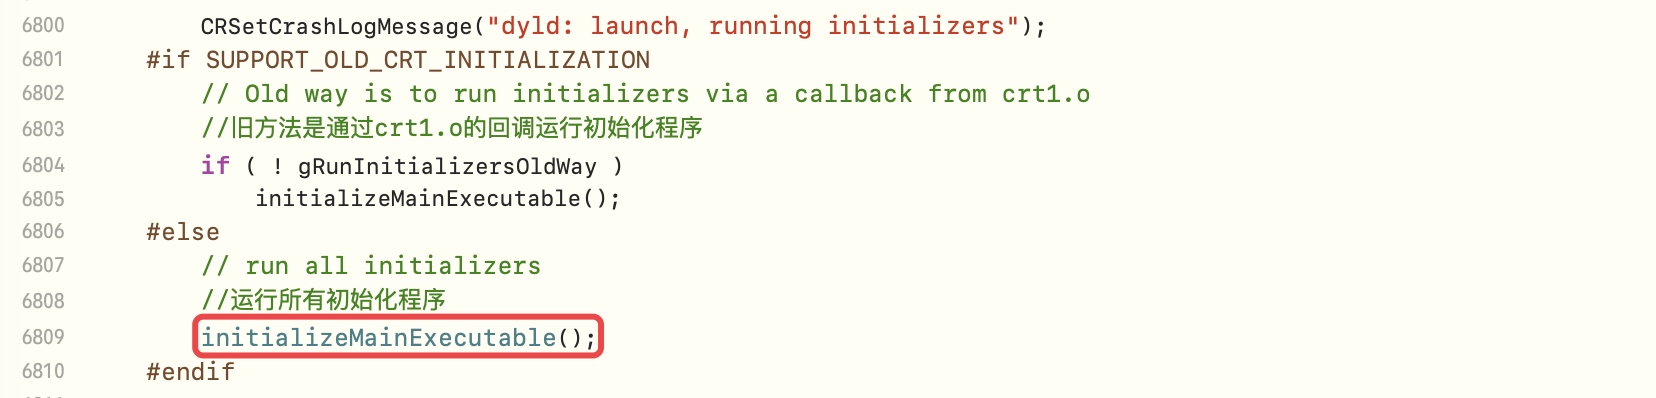 6800 CRSetCrashLogMessage("dyld: launch, running initializers");
6801 #if SUPPORT_OLD_CRT_INITIALIZATION
6802 // Old way is to run initializers via a callback from crt1.o
6803 //旧方法是通过crt1.o的回调运行初始化程序
6804 if ( ! gRunInitializersOldWay )
6805 initializeMainExecutable();
6806 #else
6807 // run all initializers
6808 //运行所有初始化程序
6809 initializeMainExecutable();
6810 #endif